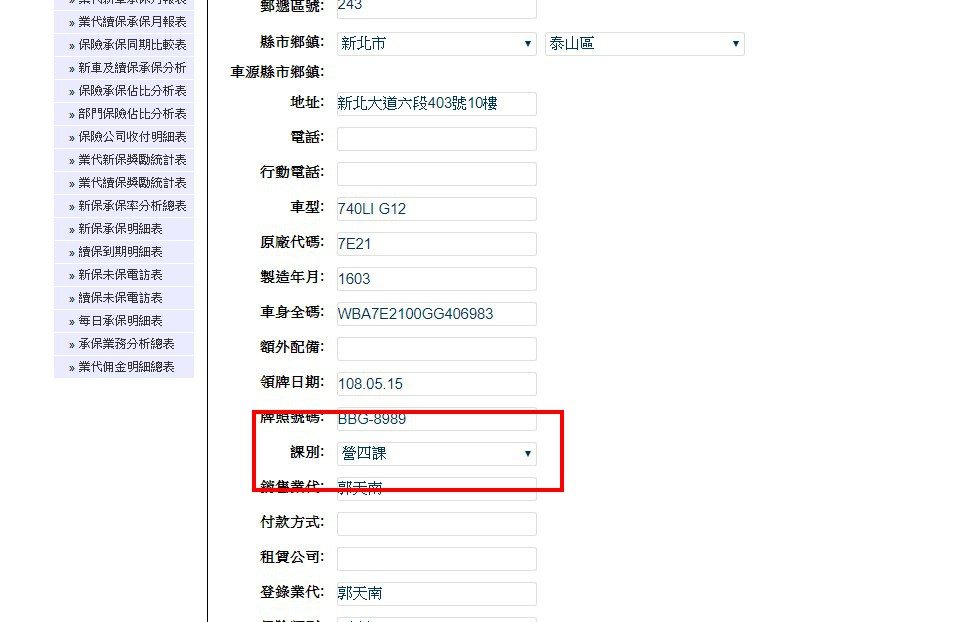 » 業代新車承保月報表
» 業代續保承保月報表
» 保險承保同期比較表
» 新車及續保承保分析
» 保險承保佔比分析表
» 部門保險佔比分析表
» 保險公司收付明細表
» 業代新保獎勵統計表
» 業代續保獎勵統計表
» 新保承保率分析總表
» 新保承保明細表
» 續保到期明細表
» 新保未保電訪表
» 續保未保電訪表
» 每日承保明細表
» 承保業務分析總表
» 業代佣金明細總表
郵遞區號: 243
縣市鄉鎮: 新北市 泰山區
車源縣市鄉鎮:
地址: 新北大道六段403號10樓
電話:
行動電話:
車型: 740LI G12
原廠代碼: 7E21
製造年月: 1603
車身全碼: WBA7E2100GG406983
額外配備:
領牌日期: 108.05.15
牌照號碼: BBG-8989
課別: 營四課
銷售業代: 郭天南
付款方式:
租賃公司:
登錄業代: 郭天南